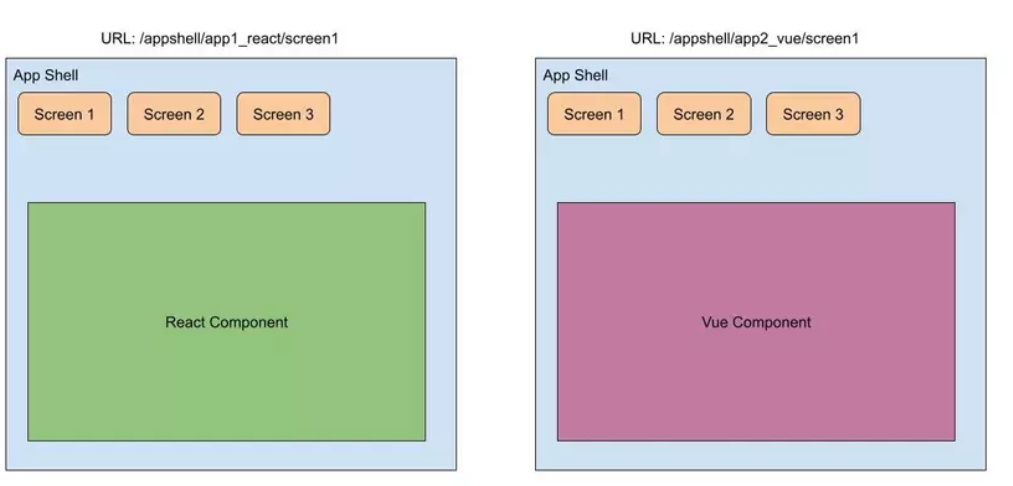 URL: /appshell/app1_react/screen1
App Shell
Screen 1
Screen 2
Screen 3
React Component
URL: /appshell/app2_vue/screen1
App Shell
Screen 1
Screen 2
Screen 3
Vue Component